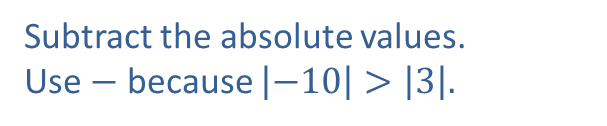 Subtract the absolute values.
Use − because |−10| > |3|.